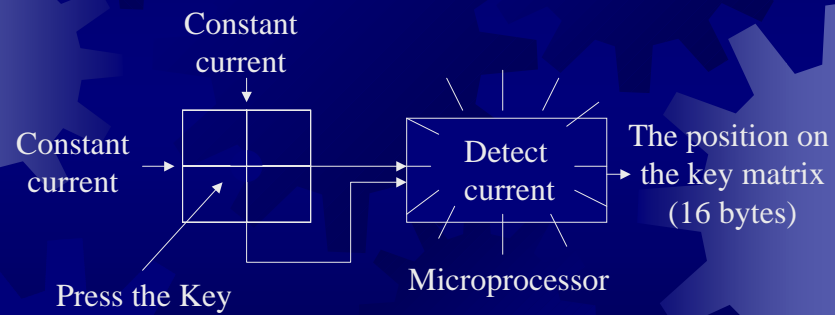 Constant
current
Constant
current
Press the Key
Detect
current
Microprocessor
The position on
the key matrix
(16 bytes)